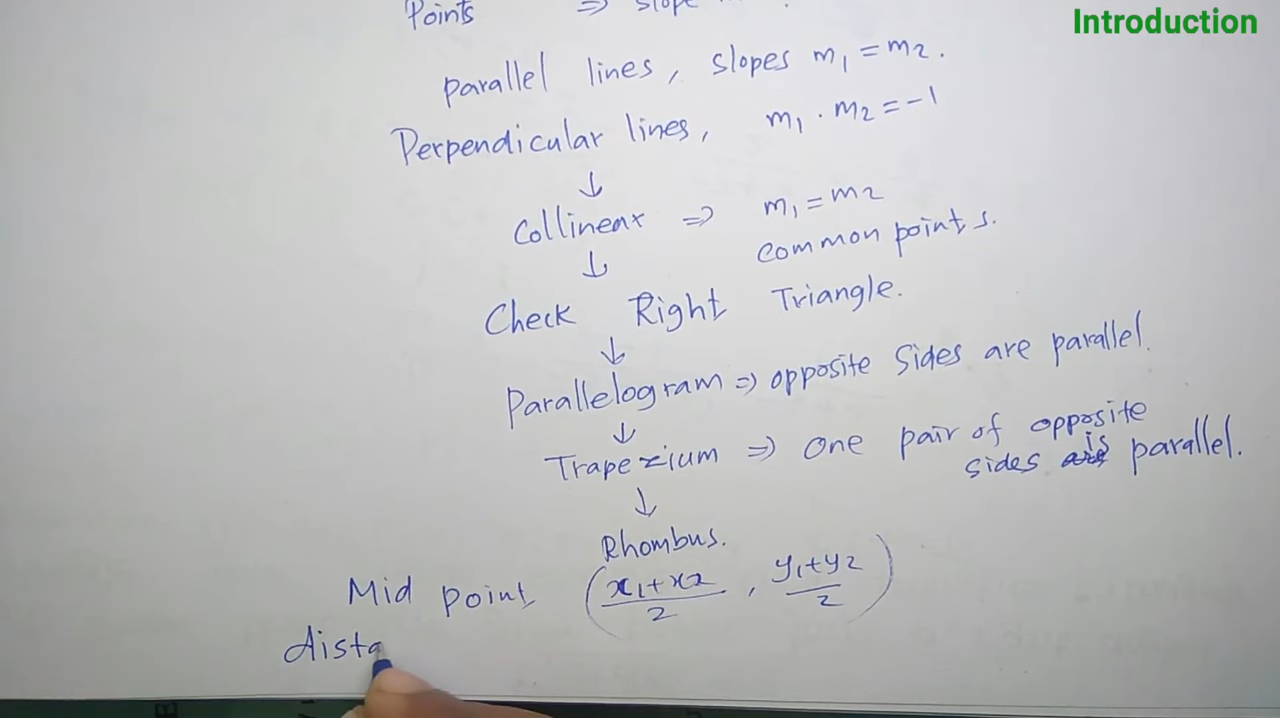 Introduction
Points ⇒ slope
parallel lines, slopes m₁ = m₂.
Perpendicular lines, m₁ · m₂ = -1
↓
Collinear ⇒ m₁ = m₂
common points.
↓
Check Right Triangle.
↓
Parallelogram ⇒ opposite sides are parallel.
↓
Trapezium ⇒ one pair of opposite
sides is parallel.
↓
Rhombus.
Mid point (x₁+x₂/2, y₁+y₂/2)
dista